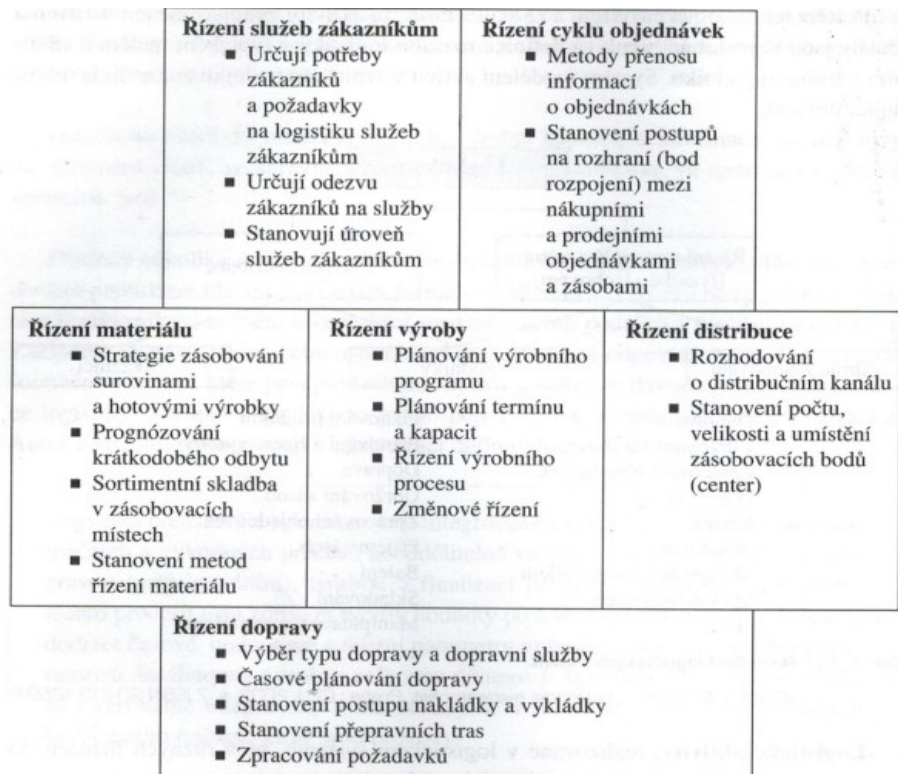 Řízení služeb zákazníkům
■ Určují potřeby
zákazníků
a požadavky
na logistiku služeb
zákazníkům
■ Určují odezvu
zákazníků na služby
■ Stanovují úroveň
služeb zákazníkům
Řízení cyklu objednávek
■ Metody přenosu
informací
o objednávkách
■ Stanovení postupů
na rozhraní (bod
rozpojení) mezi
nákupními
a prodejními
objednávkami
a zásobami
Řízení materiálu
■ Strategie zásobování
surovinami
a hotovými výrobky
■ Prognózování
krátkodobého odbytu
■ Sortimentní skladba
v zásobovacích
místech
■ Stanovení metod
řízení materiálu
Řízení výroby
■ Plánování výrobního
programu
■ Plánování termínu
a kapacit
■ Řízení výrobního
procesu
■ Změnové řízení
Řízení distribuce
■ Rozhodování
o distribučním kanálu
■ Stanovení počtu,
velikosti a umístění
zásobovacích bodů
(center)
Řízení dopravy
■ Výběr typu dopravy a dopravní služby
■ Časové plánování dopravy
■ Stanovení postupu nakládky a vykládky
■ Stanovení přepravních tras
■ Zpracování požadavků